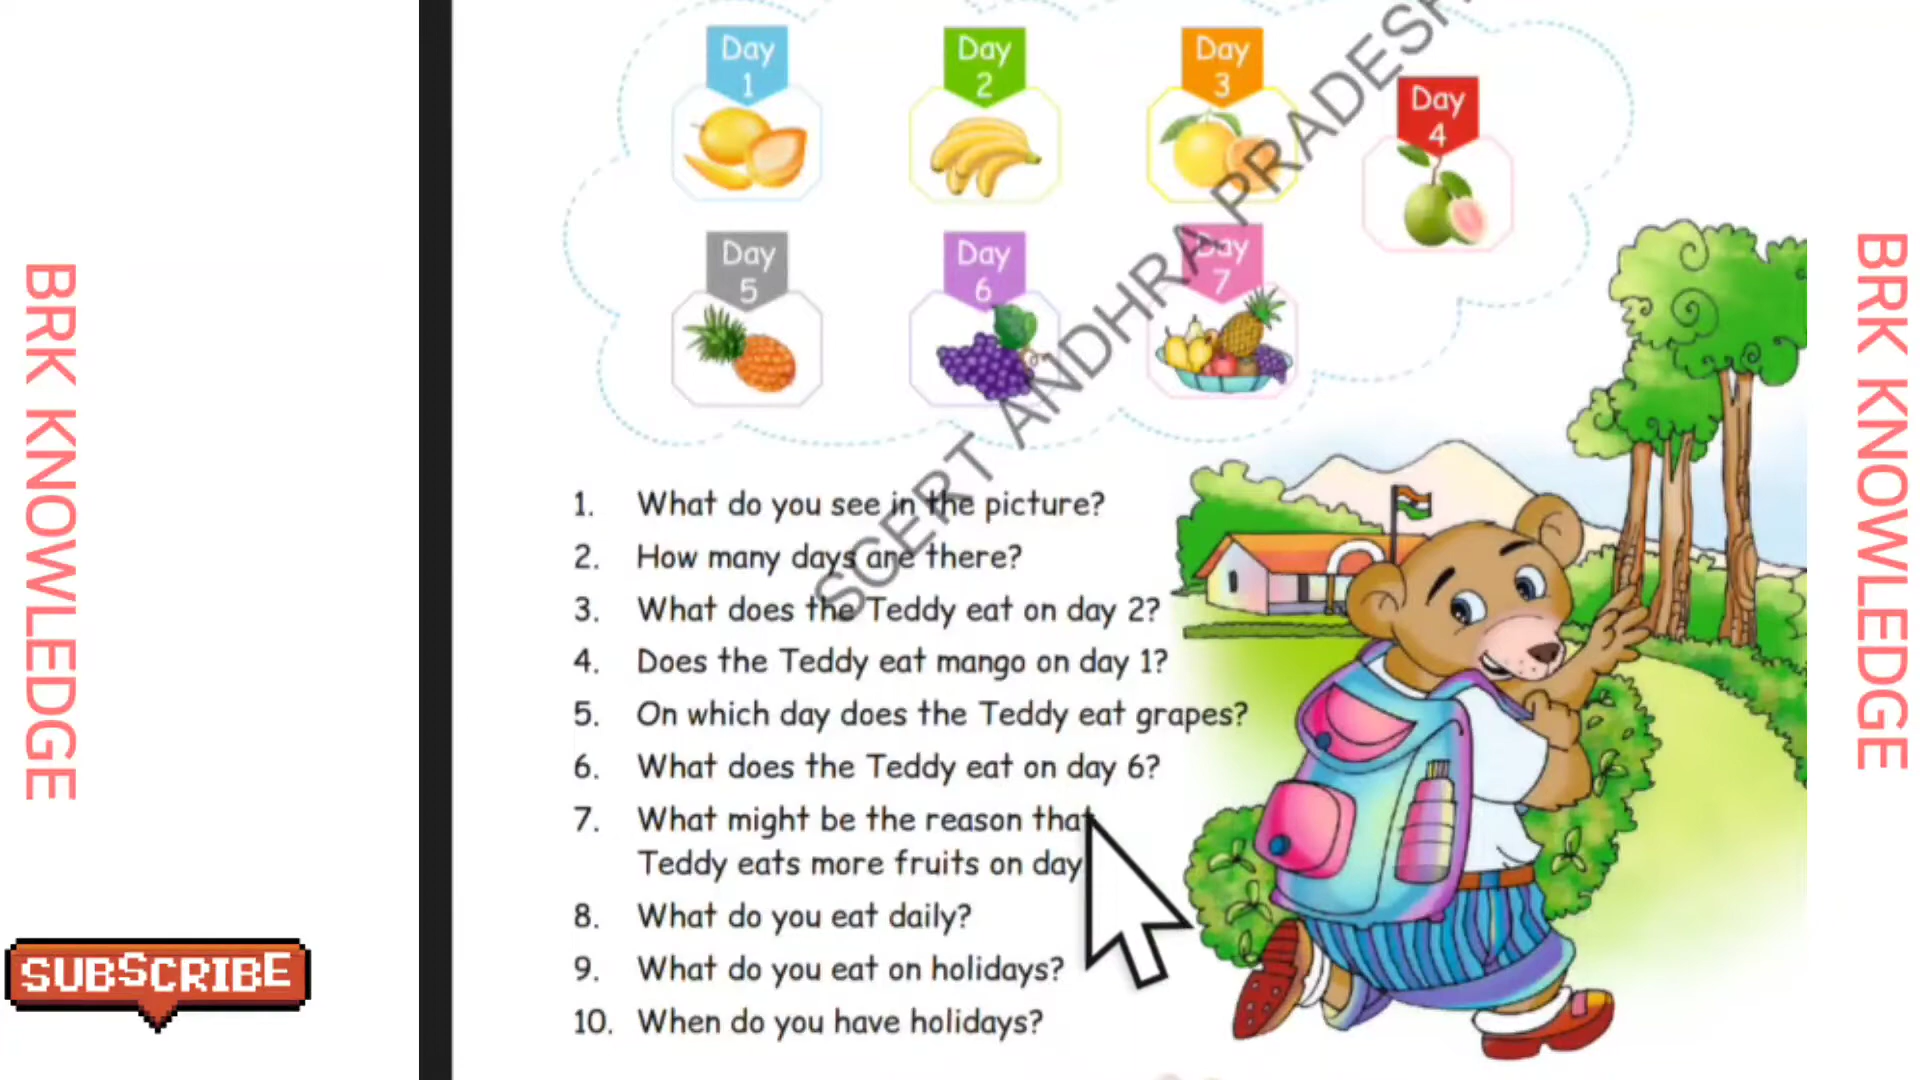 Day
1
Day
2
Day
3
Day
4
Day
5
Day
6
Day
7
SCERT ANDHRA PRADESH
1. What do you see in the picture?
2. How many days are there?
3. What does the Teddy eat on day 2?
4. Does the Teddy eat mango on day 1?
5. On which day does the Teddy eat grapes?
6. What does the Teddy eat on day 6?
7. What might be the reason that
Teddy eats more fruits on day
8. What do you eat daily?
9. What do you eat on holidays?
10. When do you have holidays?
BRK KNOWLEDGE
BRK KNOWLEDGE
SUBSCRIBE